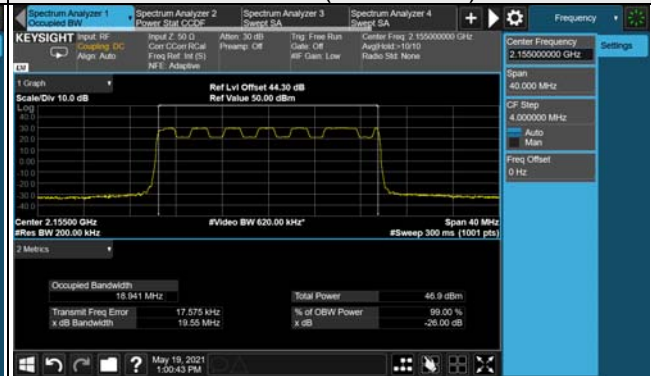 Spectrum Analyzer 1
Occupied BW
Spectrum Analyzer 2
Power Stat CCDF
Spectrum Analyzer 3
Swept SA
Spectrum Analyzer 4
Swept SA
Frequency
KEYSIGHT
Input: RF
Coupling: DC
Align: Auto
Input Z: 50 Ω
Corr CCorr RCal
Freq Ref: Int (S)
NFE: Adaptive
Atten: 30 dB
Preamp: Off
Trig: Free Run
Gate: Off
#IF Gain: Low
Center Freq: 2.155000000 GHz
Avg|Hold:>10/10
Radio Std: None
LM
Center Frequency
2.155000000 GHz
Settings
Span
40.000 MHz
CF Step
4.000000 MHz
Auto
Man
Freq Offset
0 Hz
1 Graph
Scale/Div 10.0 dB
Ref Lvl Offset 44.30 dB
Ref Value 50.00 dBm
Log
40.0
30.0
20.0
10.0
0.00
-10.0
-20.0
-30.0
-40.0
Center 2.15500 GHz
#Video BW 620.00 kHz*
Span 40 MHz
#Res BW 200.00 kHz
#Sweep 300 ms (1001 pts)
2 Metrics
Occupied Bandwidth
Total Power
46.9 dBm
Transmit Freq Error
17.575 kHz
% of OBW Power
99.00 %
x dB Bandwidth
19.55 MHz
x dB
-26.00 dB
?
May 19, 2021
1:00:43 PM